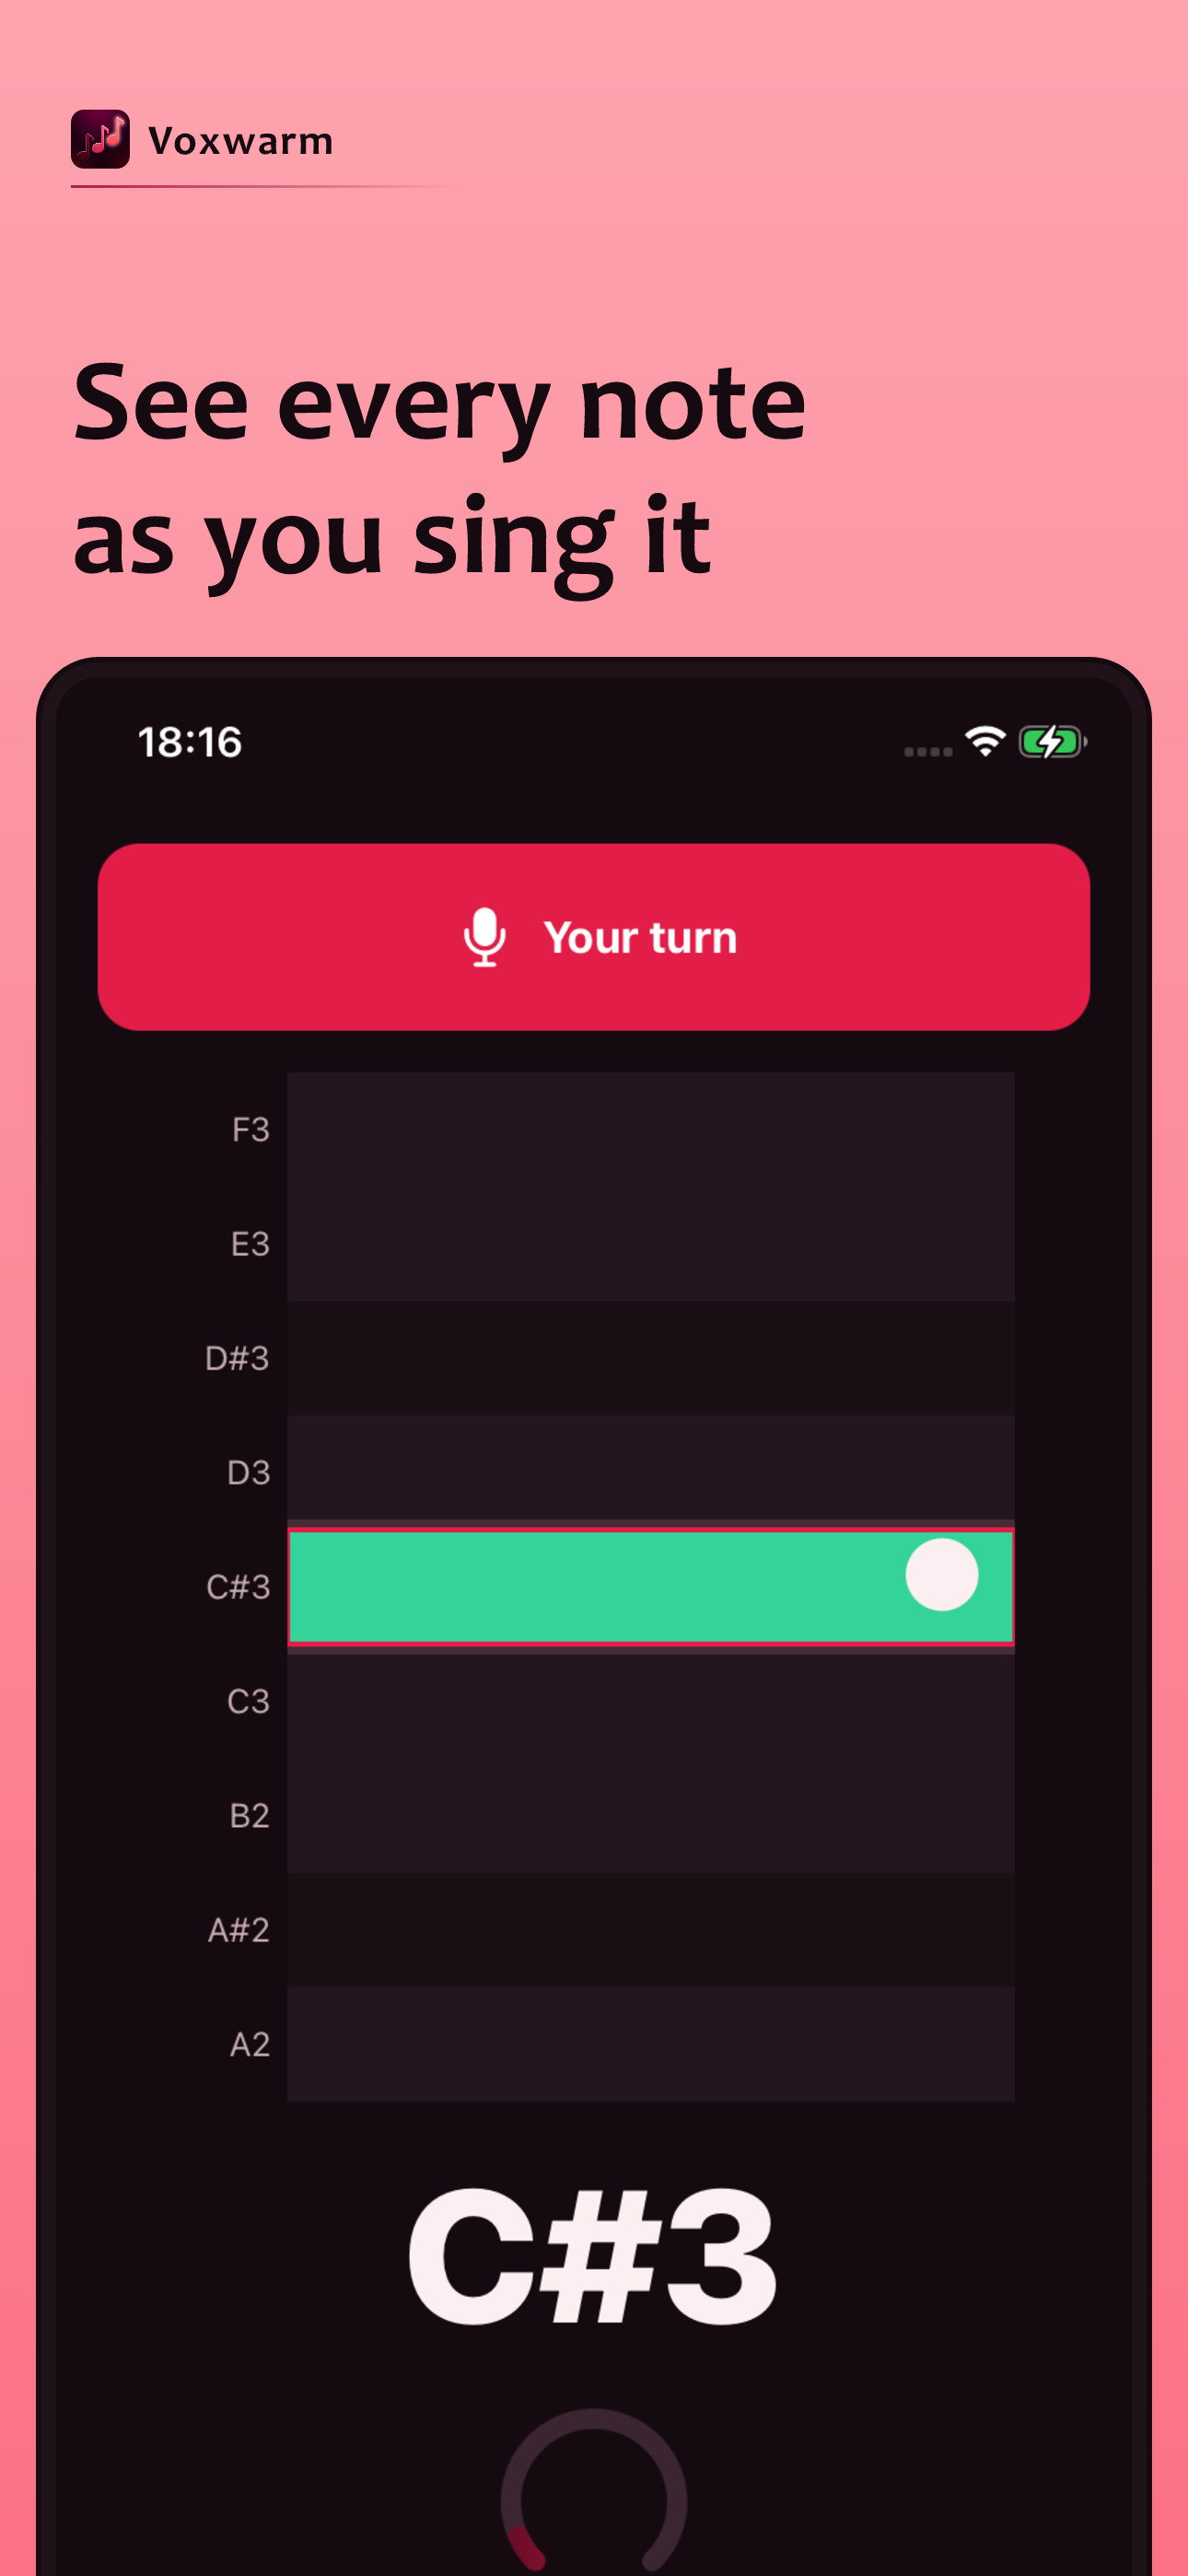 Voxwarm
See every note
as you sing it
18:16
Your turn
F3
E3
D#3
D3
C#3
C3
B2
A#2
A2
C#3